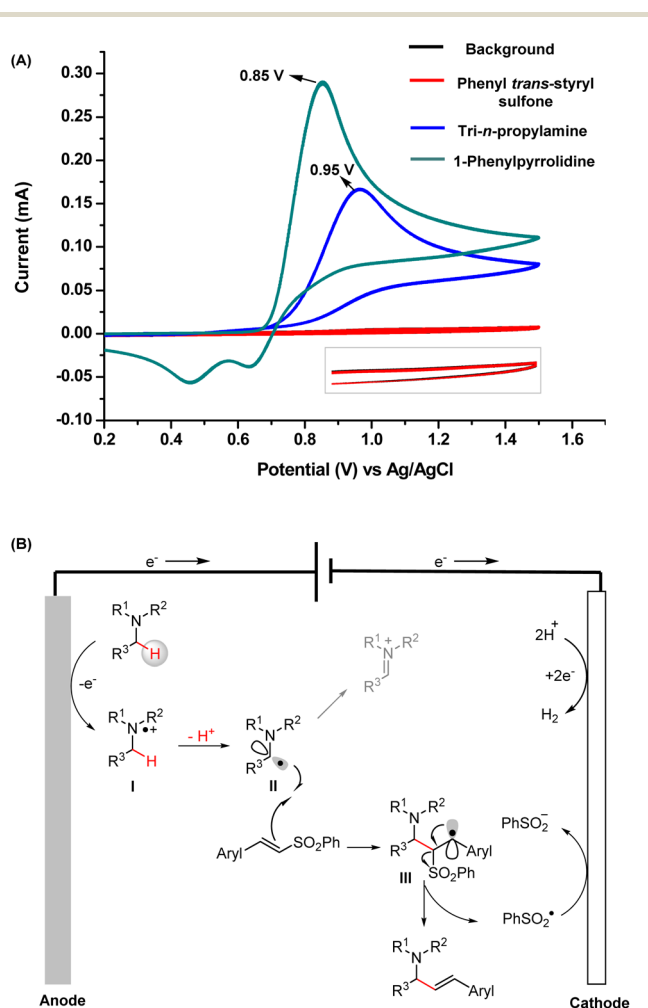 (A)
Background
Phenyl trans-styryl
sulfone
Tri-n-propylamine
1-Phenylpyrrolidine
0.85 V
0.95 V
0.30
0.25
0.20
0.15
0.10
0.05
0.00
-0.05
-0.10
Current (mA)
0.2 0.4 0.6 0.8 1.0 1.2 1.4 1.6
Potential (V) vs Ag/AgCl
(B)
e⁻
e⁻
R¹ R²
N
R³ H
-e⁻
R¹ R²
N •+
R³ H
I
- H⁺
R¹ R²
N
R³ C •
II
R¹ + R²
N
R³
2H⁺
+2e⁻
H₂
Aryl SO₂Ph
R¹ R²
N
R³ • Aryl
SO₂Ph
III
PhSO₂⁻
PhSO₂•
R¹ R²
N
R³ Aryl
Anode
Cathode